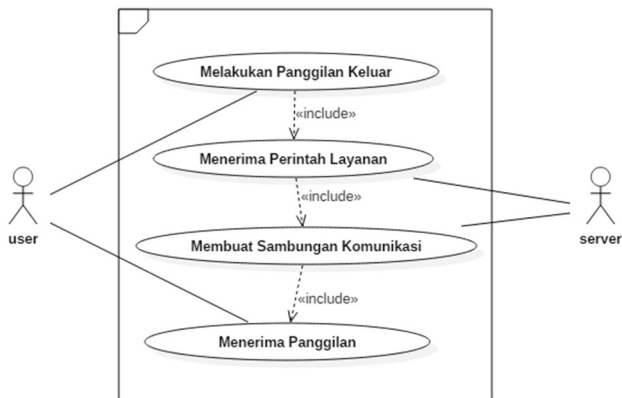 Melakukan Panggilan Keluar
«include»
Menerima Perintah Layanan
«include»
user
server
Membuat Sambungan Komunikasi
«include»
Menerima Panggilan